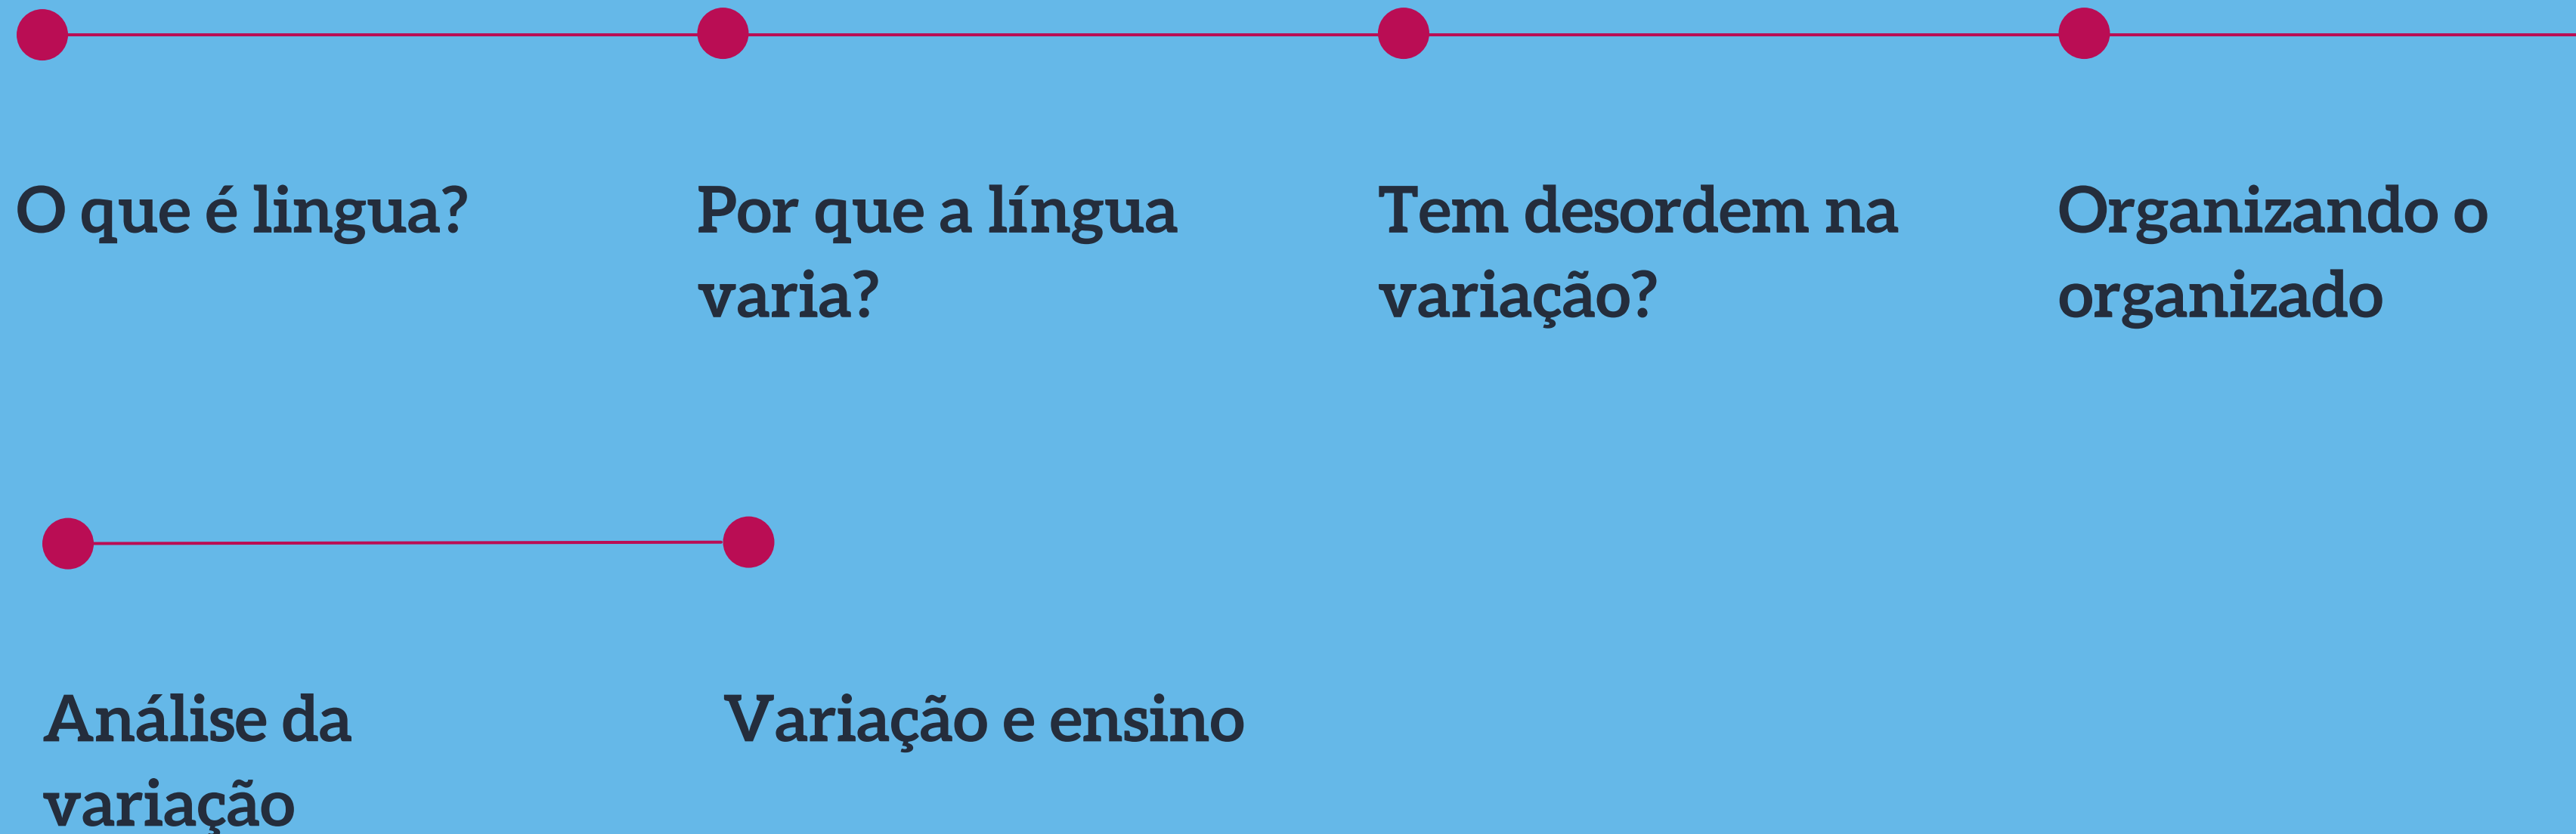 O que é lingua?
Por que a língua
varia?
Tem desordem na
variação?
Organizando o
organizado
Análise da
variação
Variação e ensino